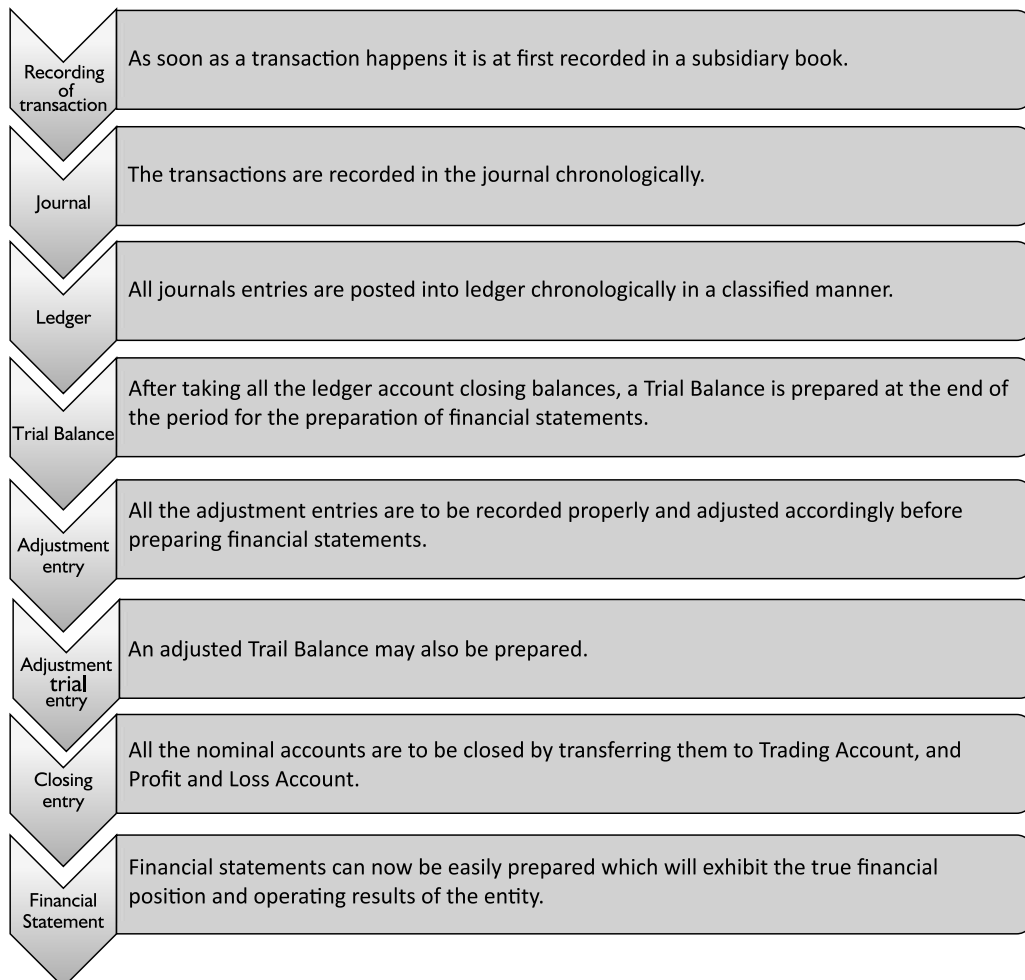 Recording
of
transaction
As soon as a transaction happens it is at first recorded in a subsidiary book.
Journal
The transactions are recorded in the journal chronologically.
Ledger
All journals entries are posted into ledger chronologically in a classified manner.
Trial Balance
After taking all the ledger account closing balances, a Trial Balance is prepared at the end of
the period for the preparation of financial statements.
Adjustment
entry
All the adjustment entries are to be recorded properly and adjusted accordingly before
preparing financial statements.
Adjustment
trial
entry
An adjusted Trail Balance may also be prepared.
Closing
entry
All the nominal accounts are to be closed by transferring them to Trading Account, and
Profit and Loss Account.
Financial
Statement
Financial statements can now be easily prepared which will exhibit the true financial
position and operating results of the entity.